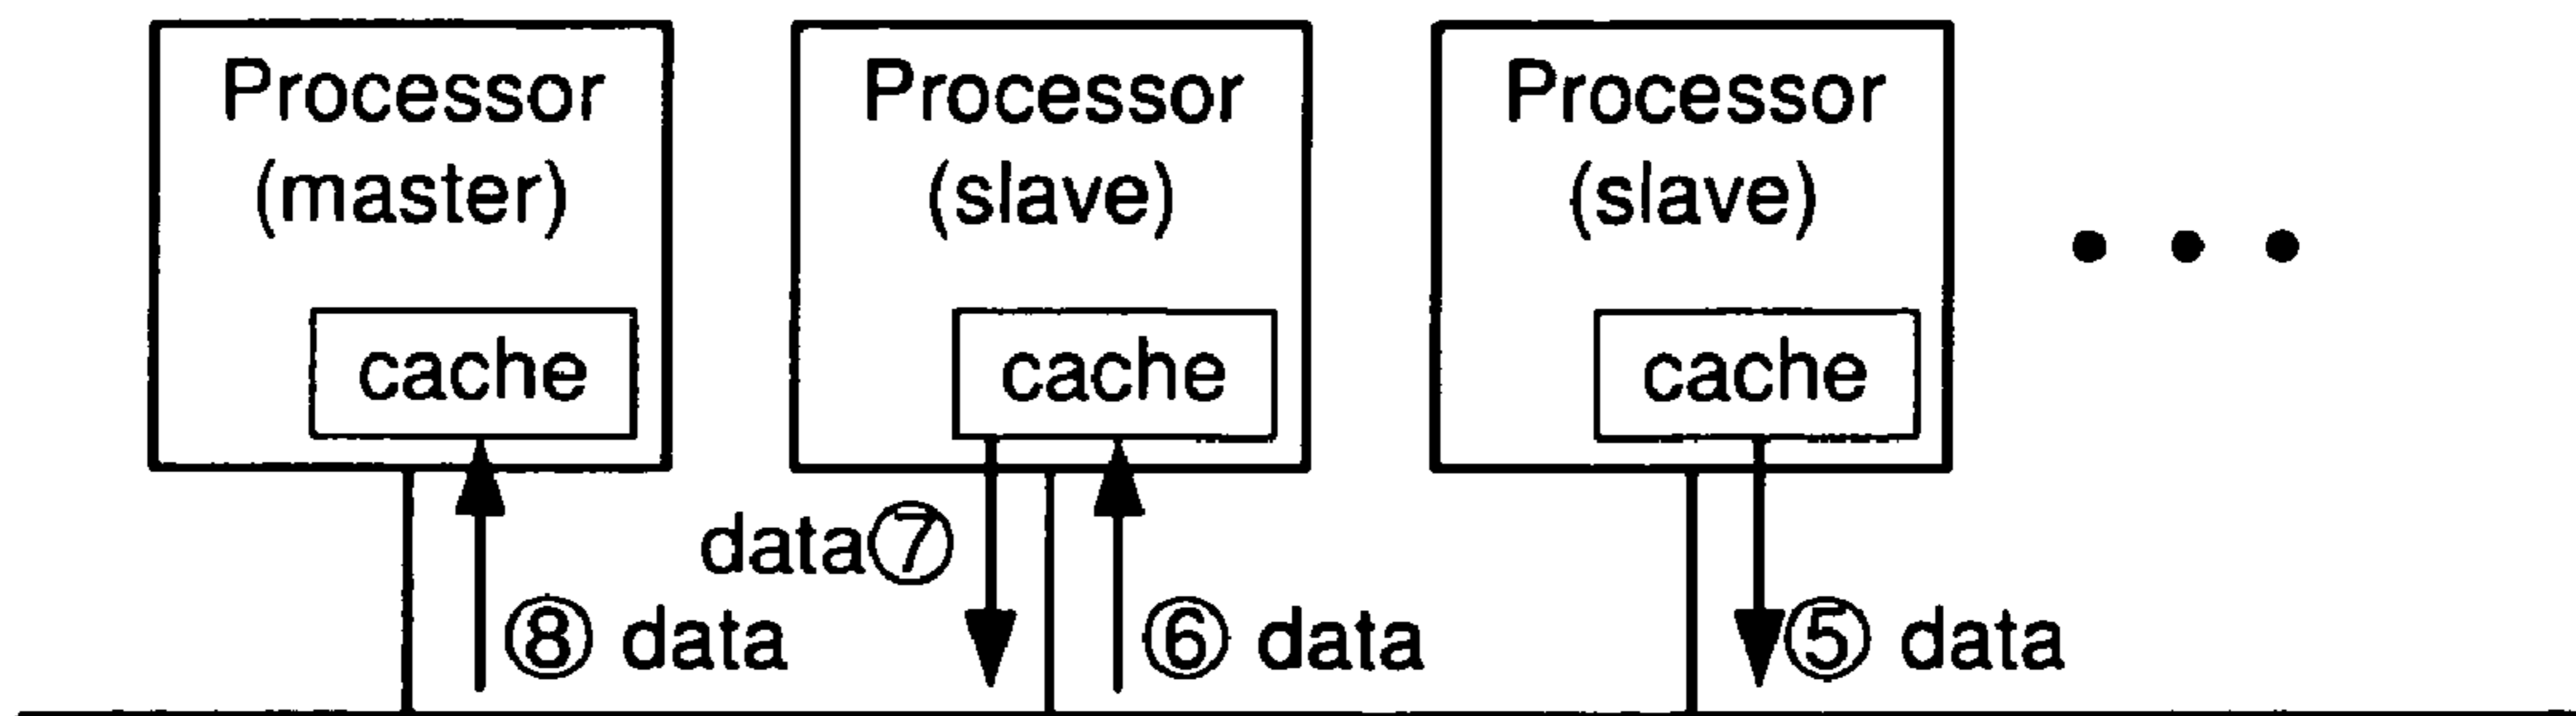 Processor
(master)
cache
Processor
(slave)
cache
Processor
(slave)
cache
• • •
data⑦
⑧ data
⑥ data
⑤ data